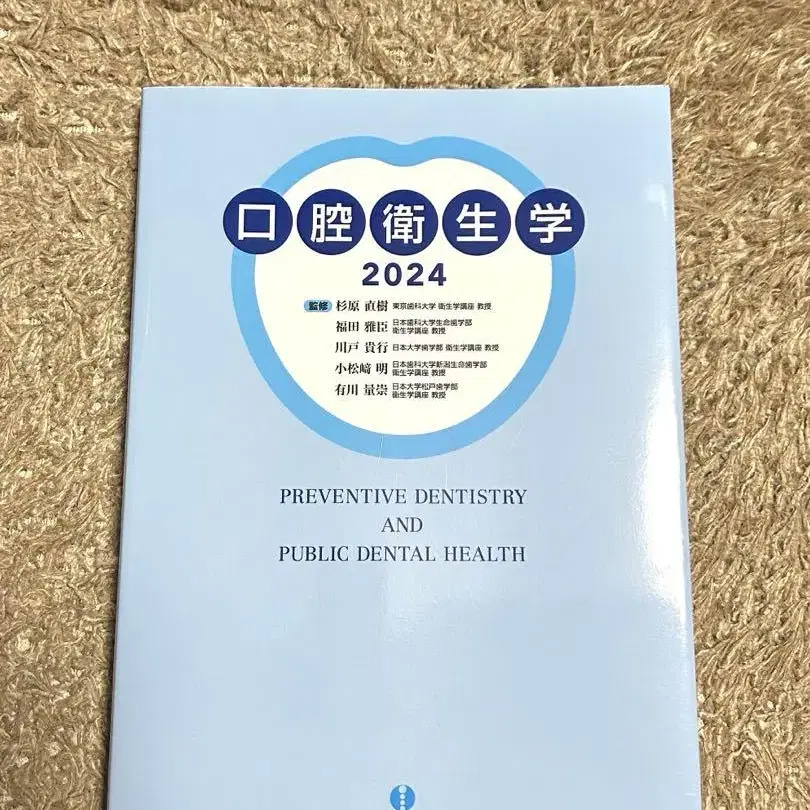 口腔衛生学
2024
監修 杉原 直樹 東京歯科大学 衛生学講座 教授
福田 雅臣 日本歯科大学生命歯学部 衛生学講座 教授
川戸 貴行 日本大学歯学部 衛生学講座 教授
小松﨑 明 日本歯科大学新潟生命歯学部 衛生学講座 教授
有川 量崇 日本大学松戸歯学部 衛生学講座 教授
PREVENTIVE DENTISTRY
AND
PUBLIC DENTAL HEALTH